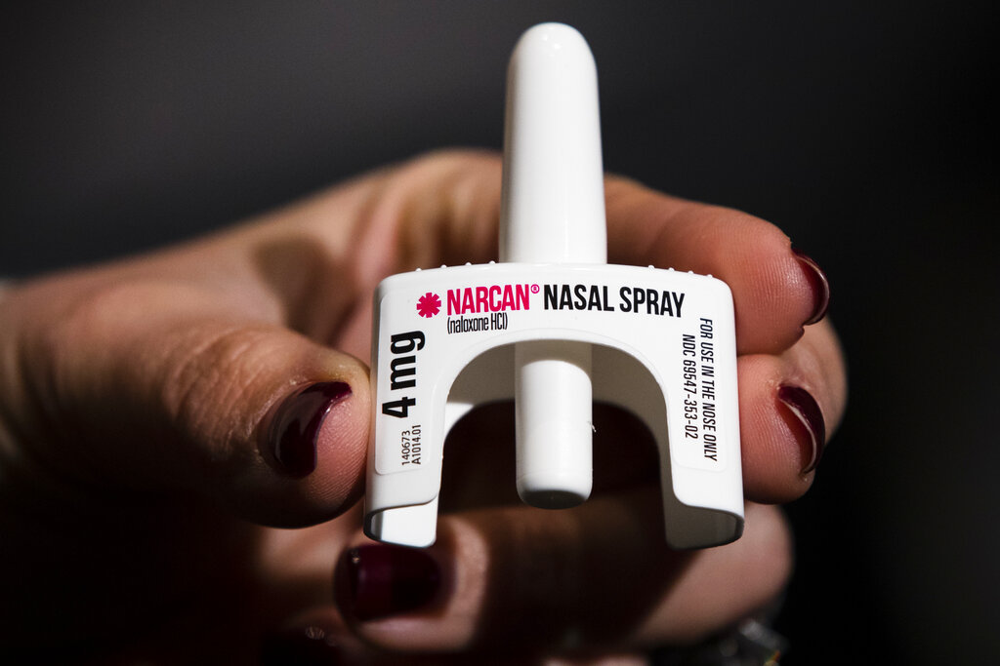 NARCAN® NASAL SPRAY
(naloxone HCl)
4 mg
140673
A1014.01
FOR USE IN THE NOSE ONLY
NDC 69547-353-02